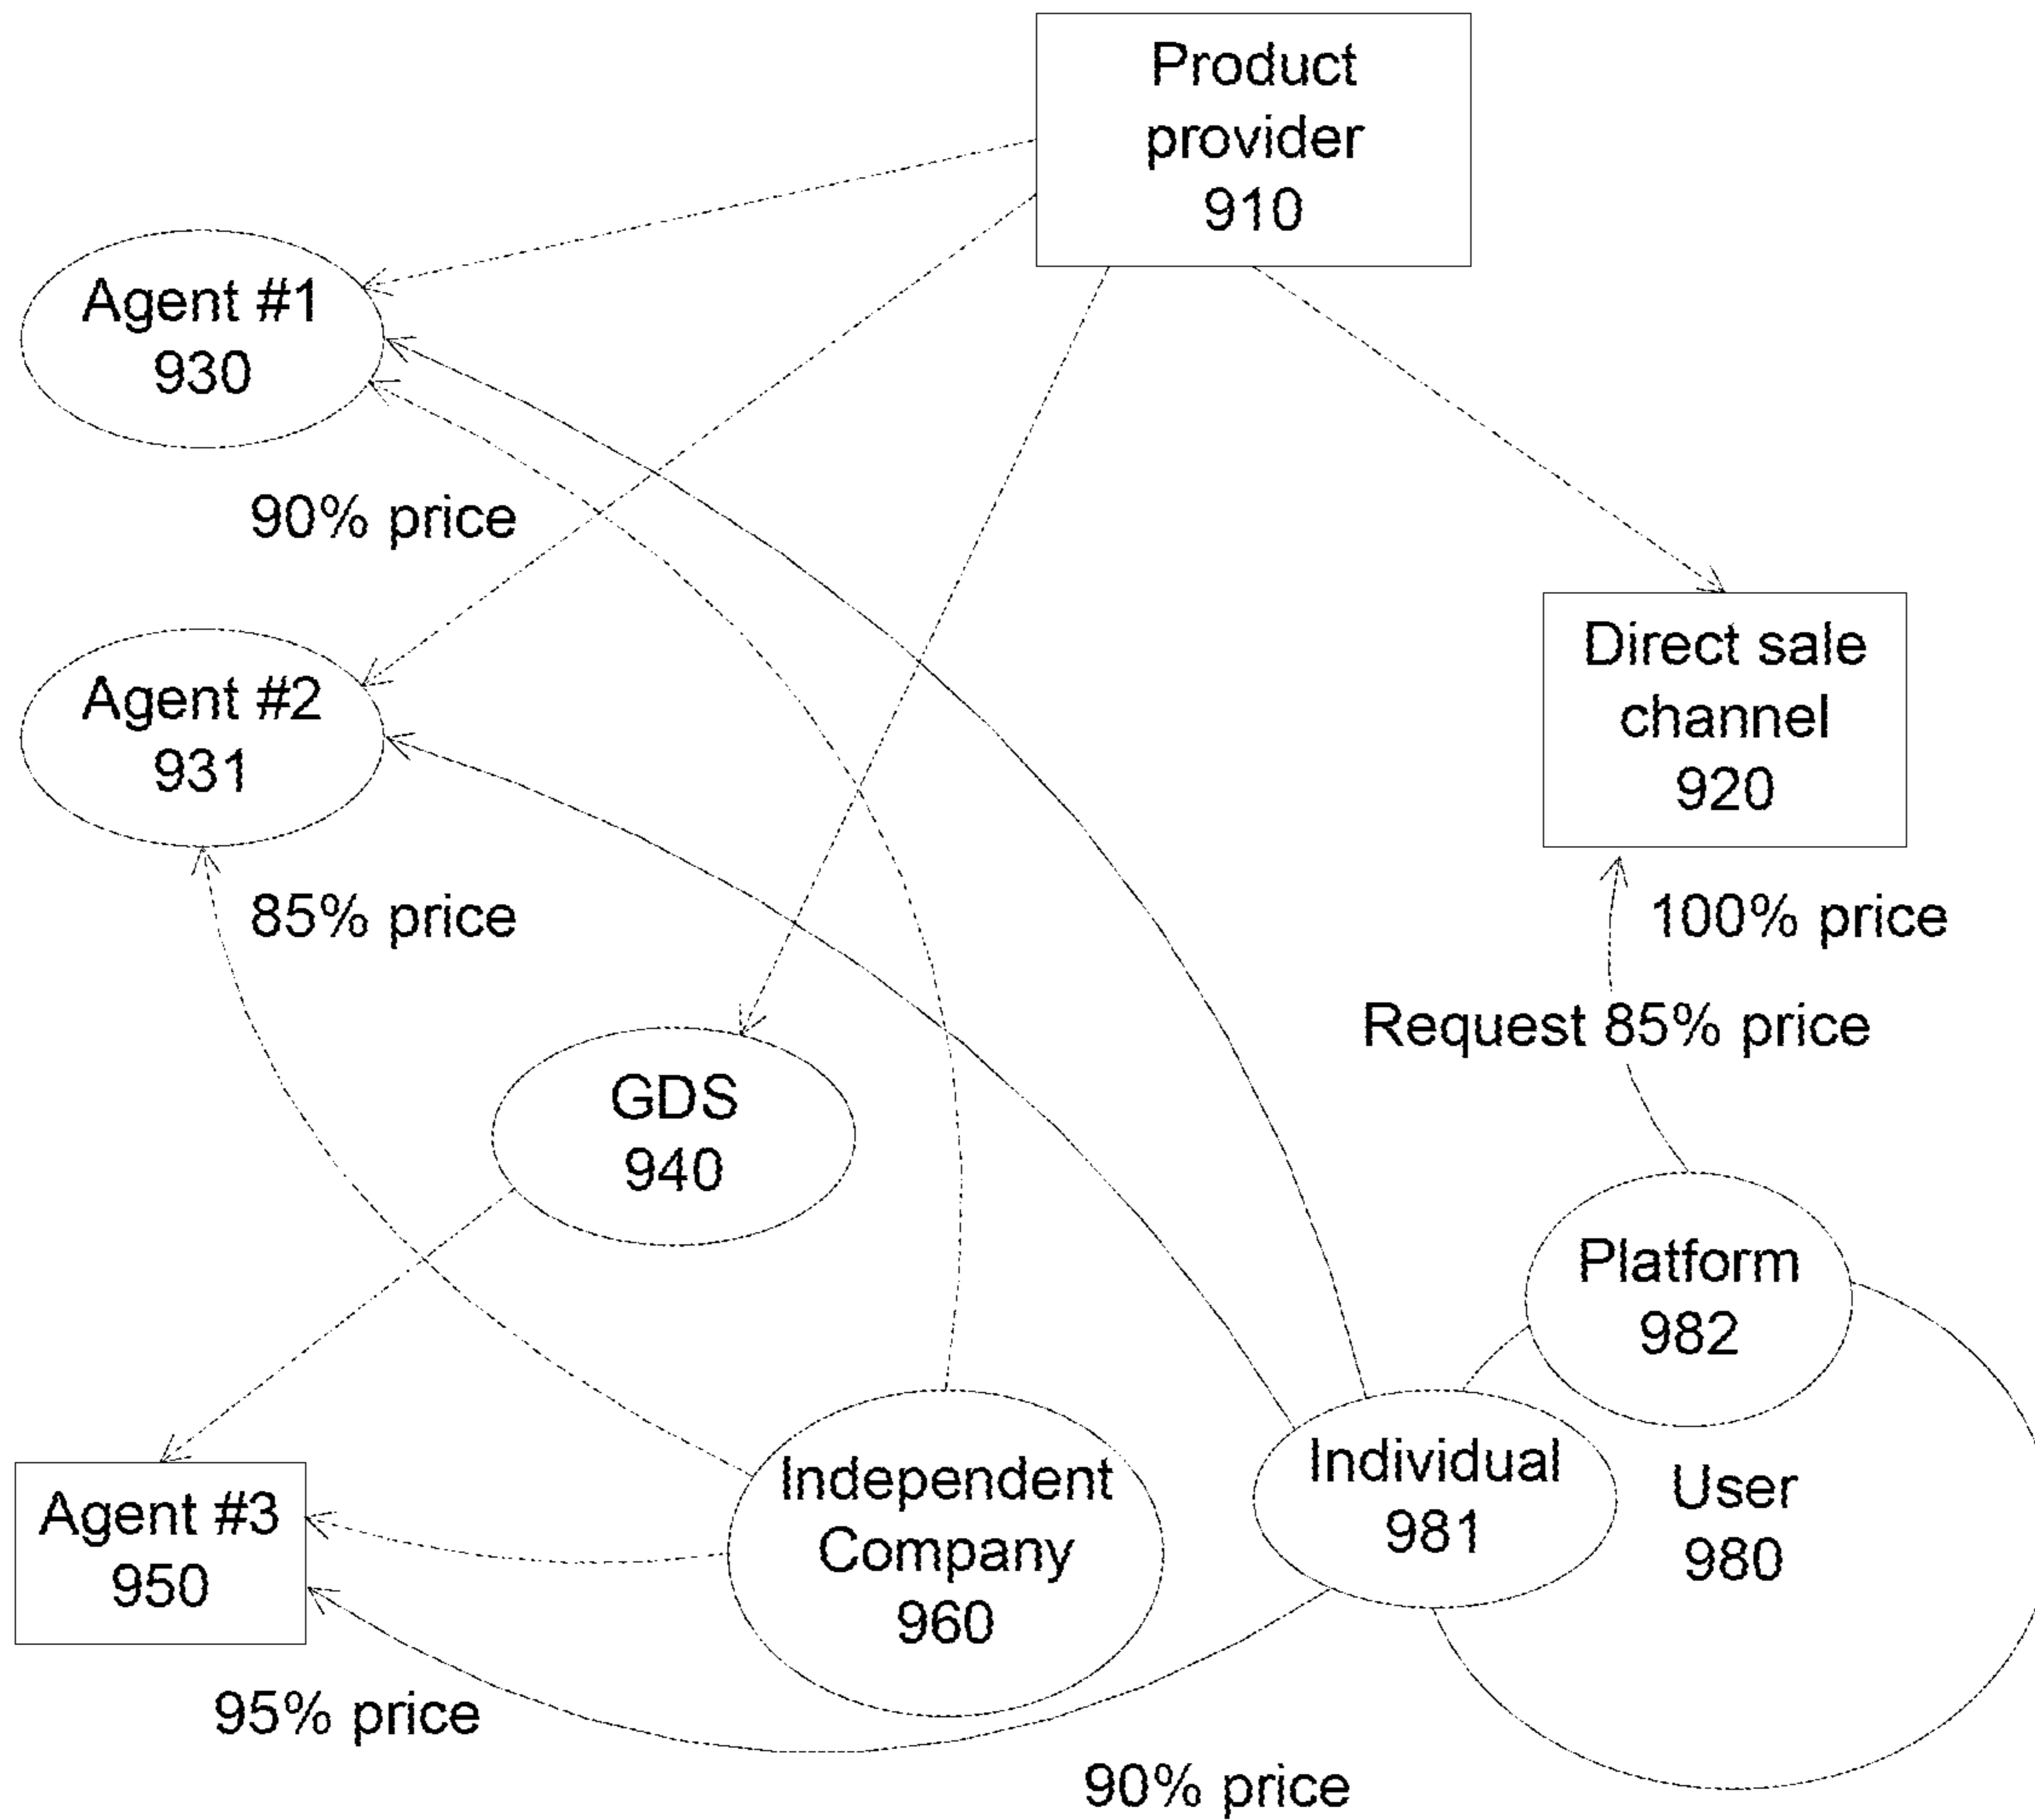 Product
provider
910
Agent #1
930
90% price
Agent #2
931
85% price
Direct sale
channel
920
100% price
Request 85% price
GDS
940
Platform
982
Agent #3
950
95% price
Independent
Company
960
Individual
981
User
980
90% price